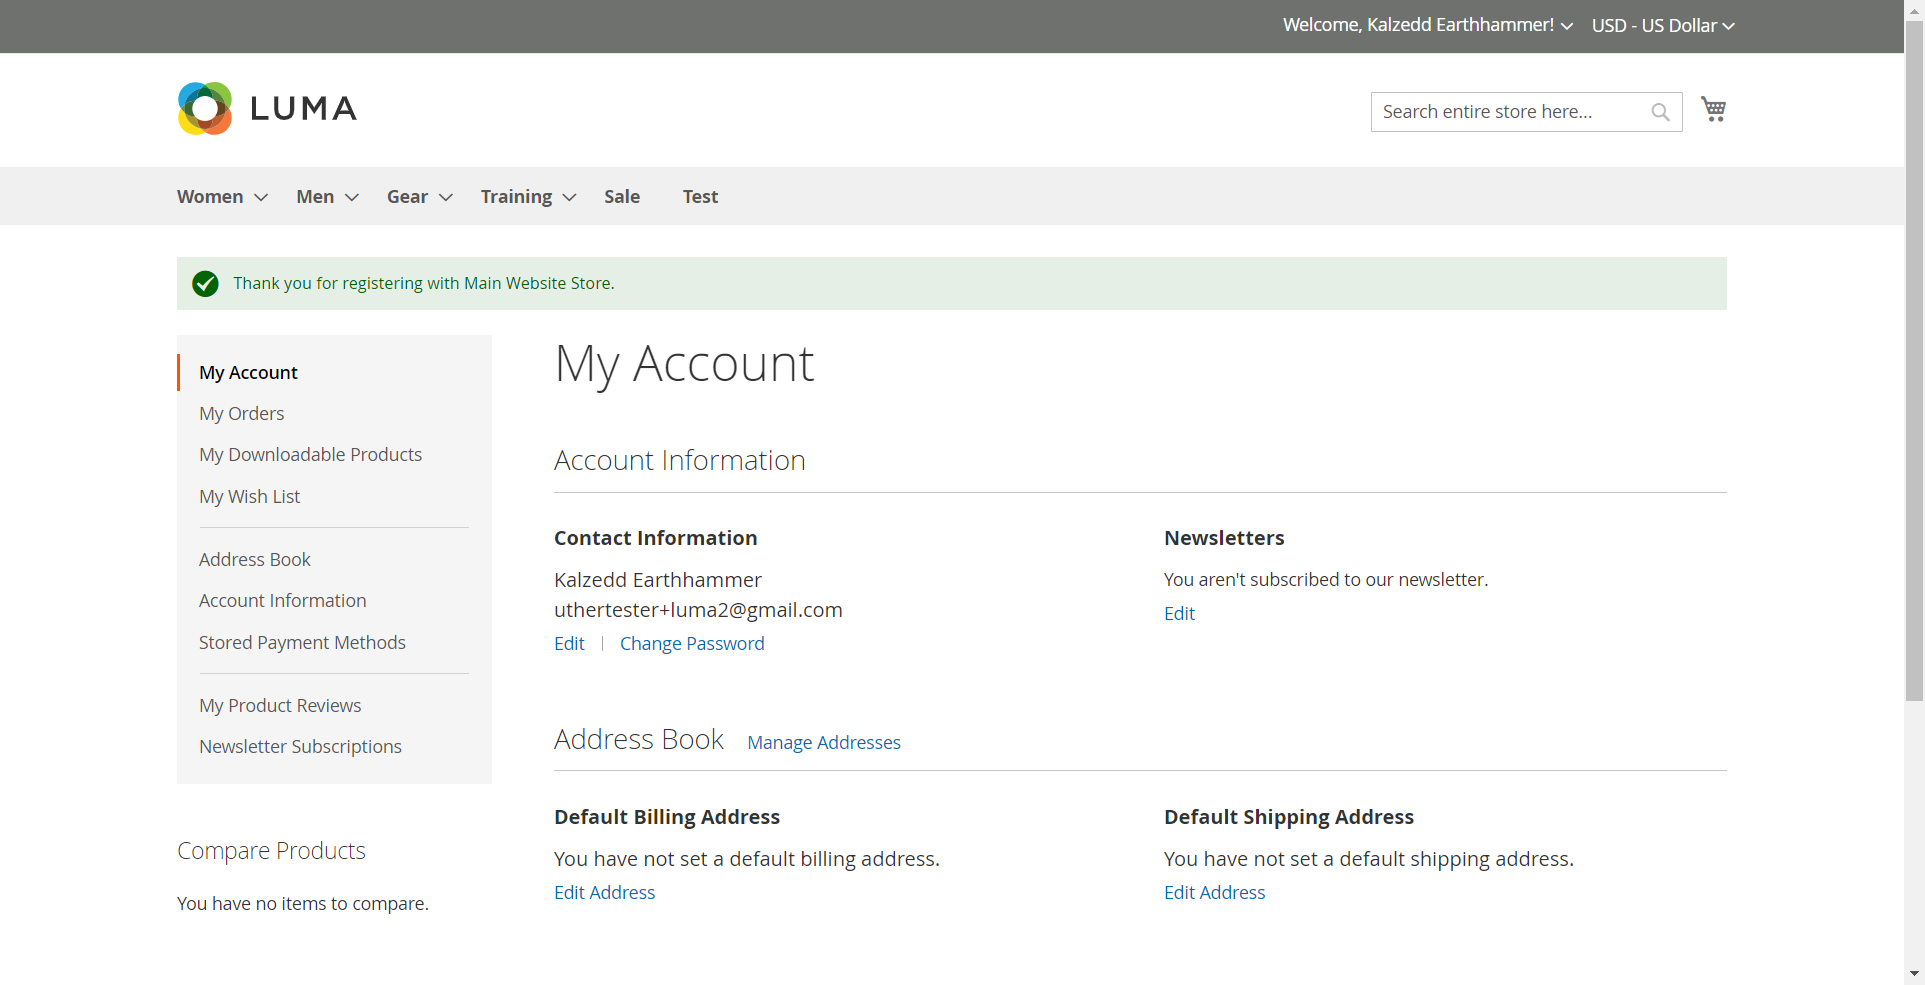 Welcome, Kalzedd Earthhammer! USD - US Dollar
LUMA
Search entire store here...
Women Men Gear Training Sale Test
Thank you for registering with Main Website Store.
My Account
My Orders
My Downloadable Products
My Wish List
Address Book
Account Information
Stored Payment Methods
My Product Reviews
Newsletter Subscriptions
Compare Products
You have no items to compare.
My Account
Account Information
Contact Information
Kalzedd Earthhammer
uthertester+luma2@gmail.com
Edit | Change Password
Newsletters
You aren't subscribed to our newsletter.
Edit
Address Book Manage Addresses
Default Billing Address
You have not set a default billing address.
Edit Address
Default Shipping Address
You have not set a default shipping address.
Edit Address